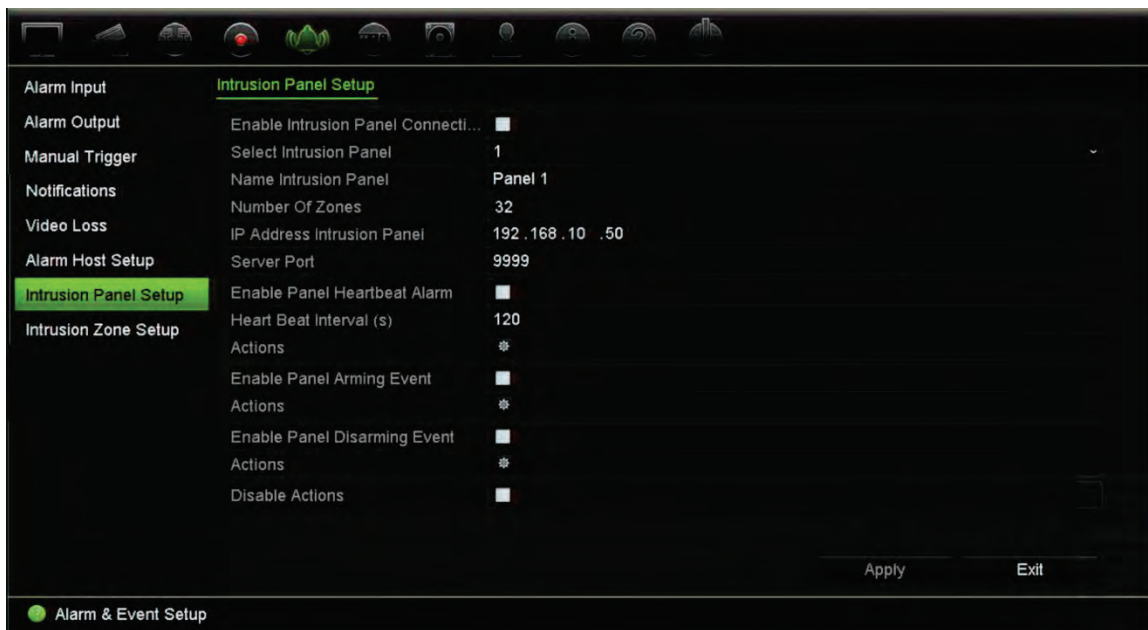 Alarm Input
Alarm Output
Manual Trigger
Notifications
Video Loss
Alarm Host Setup
Intrusion Panel Setup
Intrusion Zone Setup
Intrusion Panel Setup
Enable Intrusion Panel Connecti...
Select Intrusion Panel 1
Name Intrusion Panel Panel 1
Number Of Zones 32
IP Address Intrusion Panel 192.168.10 .50
Server Port 9999
Enable Panel Heartbeat Alarm
Heart Beat Interval (s) 120
Actions
Enable Panel Arming Event
Actions
Enable Panel Disarming Event
Actions
Disable Actions
Apply Exit
Alarm & Event Setup